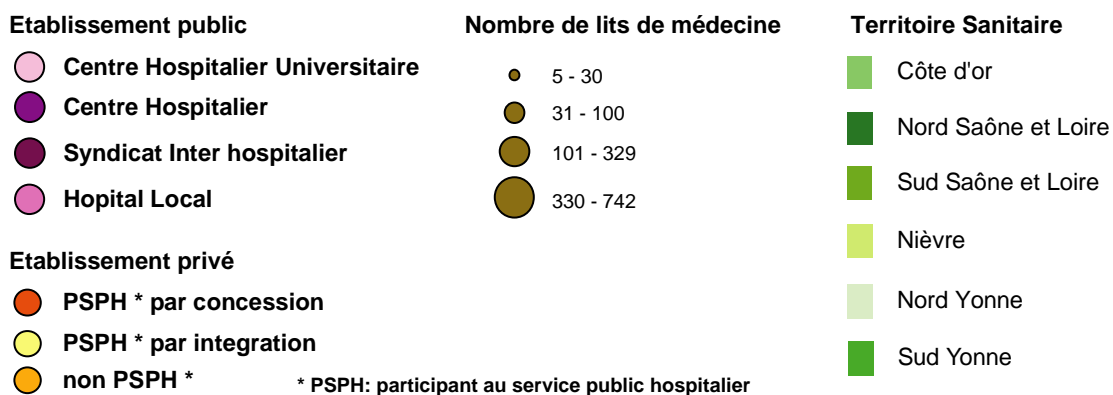 Etablissement public
Centre Hospitalier Universitaire
Centre Hospitalier
Syndicat Inter hospitalier
Hopital Local
Etablissement privé
PSPH * par concession
PSPH * par integration
non PSPH *
* PSPH: participant au service public hospitalier
Nombre de lits de médecine
5 - 30
31 - 100
101 - 329
330 - 742
Territoire Sanitaire
Côte d'or
Nord Saône et Loire
Sud Saône et Loire
Nièvre
Nord Yonne
Sud Yonne